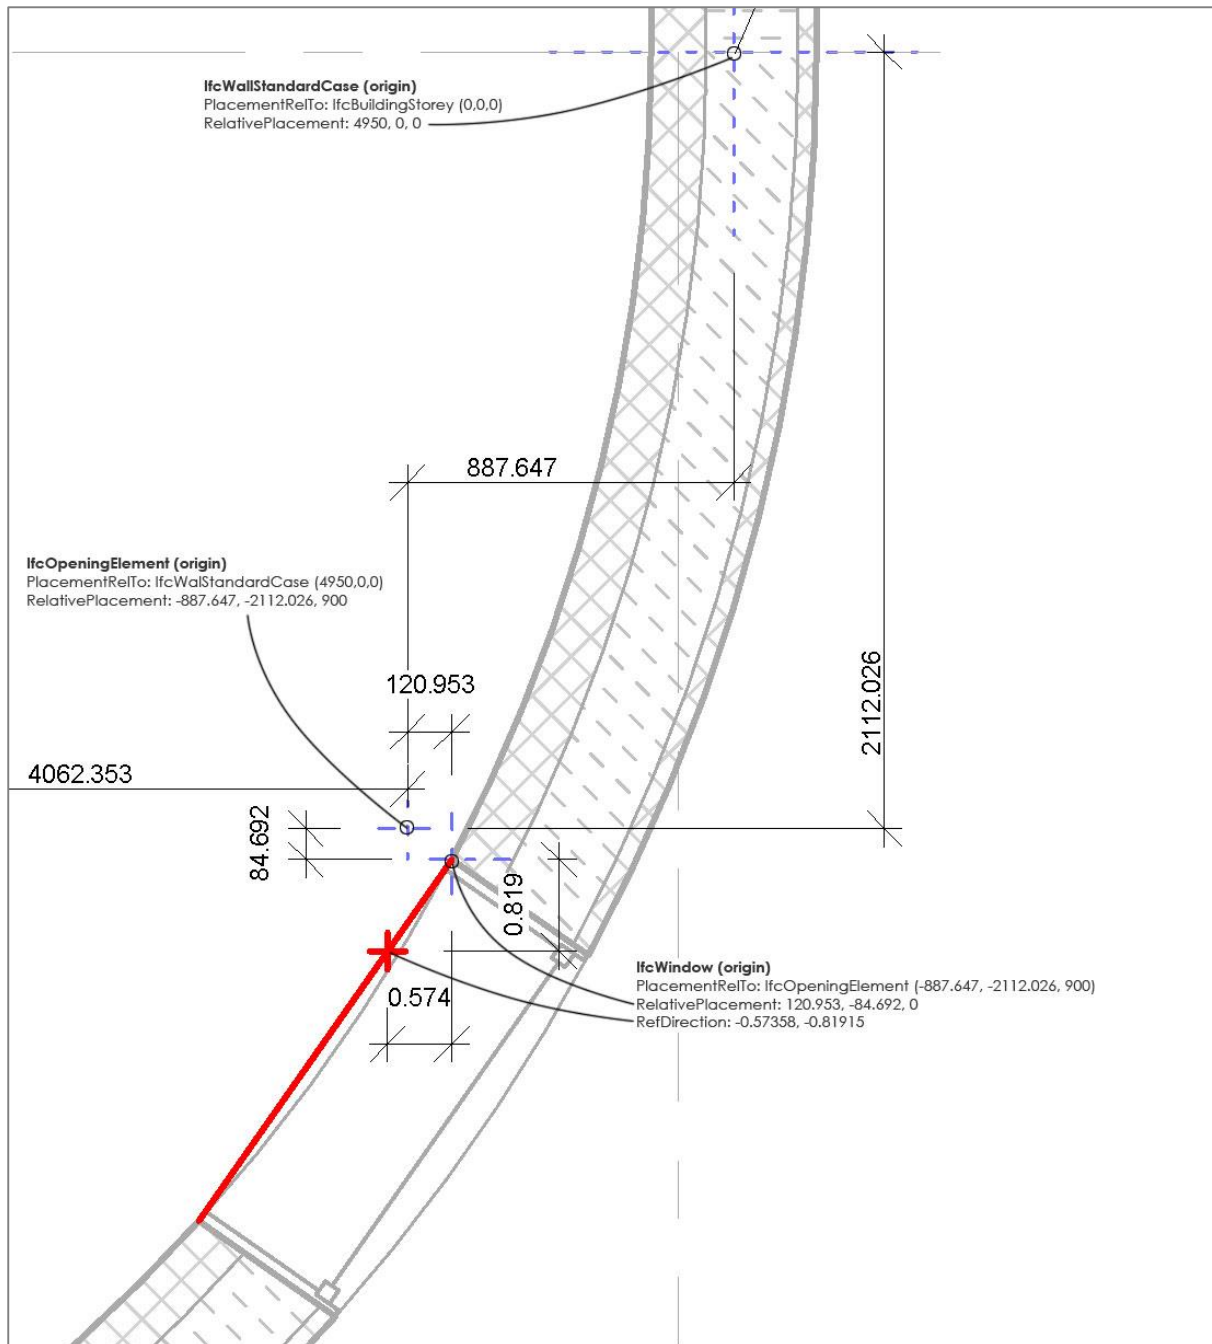 IfcWallStandardCase (origin)
PlacementRelTo: IfcBuildingStorey (0,0,0)
RelativePlacement: 4950, 0, 0
887.647
IfcOpeningElement (origin)
PlacementRelTo: IfcWalStandardCase (4950,0,0)
RelativePlacement: -887.647, -2112.026, 900
120.953
2112.026
4062.353
84.692
0.819
IfcWindow (origin)
PlacementRelTo: IfcOpeningElement (-887.647, -2112.026, 900)
RelativePlacement: 120.953, -84.692, 0
RefDirection: -0.57358, -0.81915
0.574